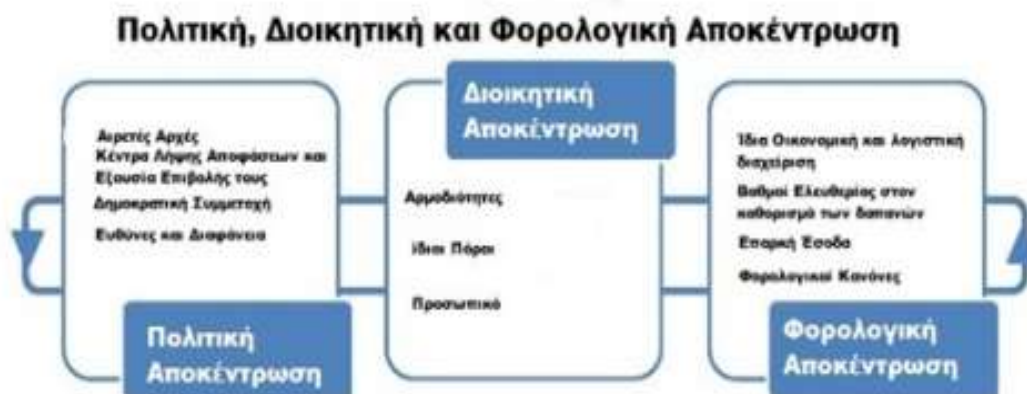 Πολιτική, Διοικητική και Φορολογική Αποκέντρωση
Αιρετές Αρχές
Κέντρα Λήψης Αποφάσεων και
Εξουσία Επιβολής τους
Δημοκρατική Συμμετοχή
Ευθύνες και Διαφάνεια
Πολιτική
Αποκέντρωση
Διοικητική
Αποκέντρωση
Αρμοδιότητες
ίδιοι Πόροι
Προσωπικό
Ίδια Οικονομική και λογιστική
διαχείριση
Βαθμοί Ελευθερίας στον
καθορισμό των δαπανών
Επαρκή Έσοδα
Φορολογικοί Κανόνες
Φορολογική
Αποκέντρωση